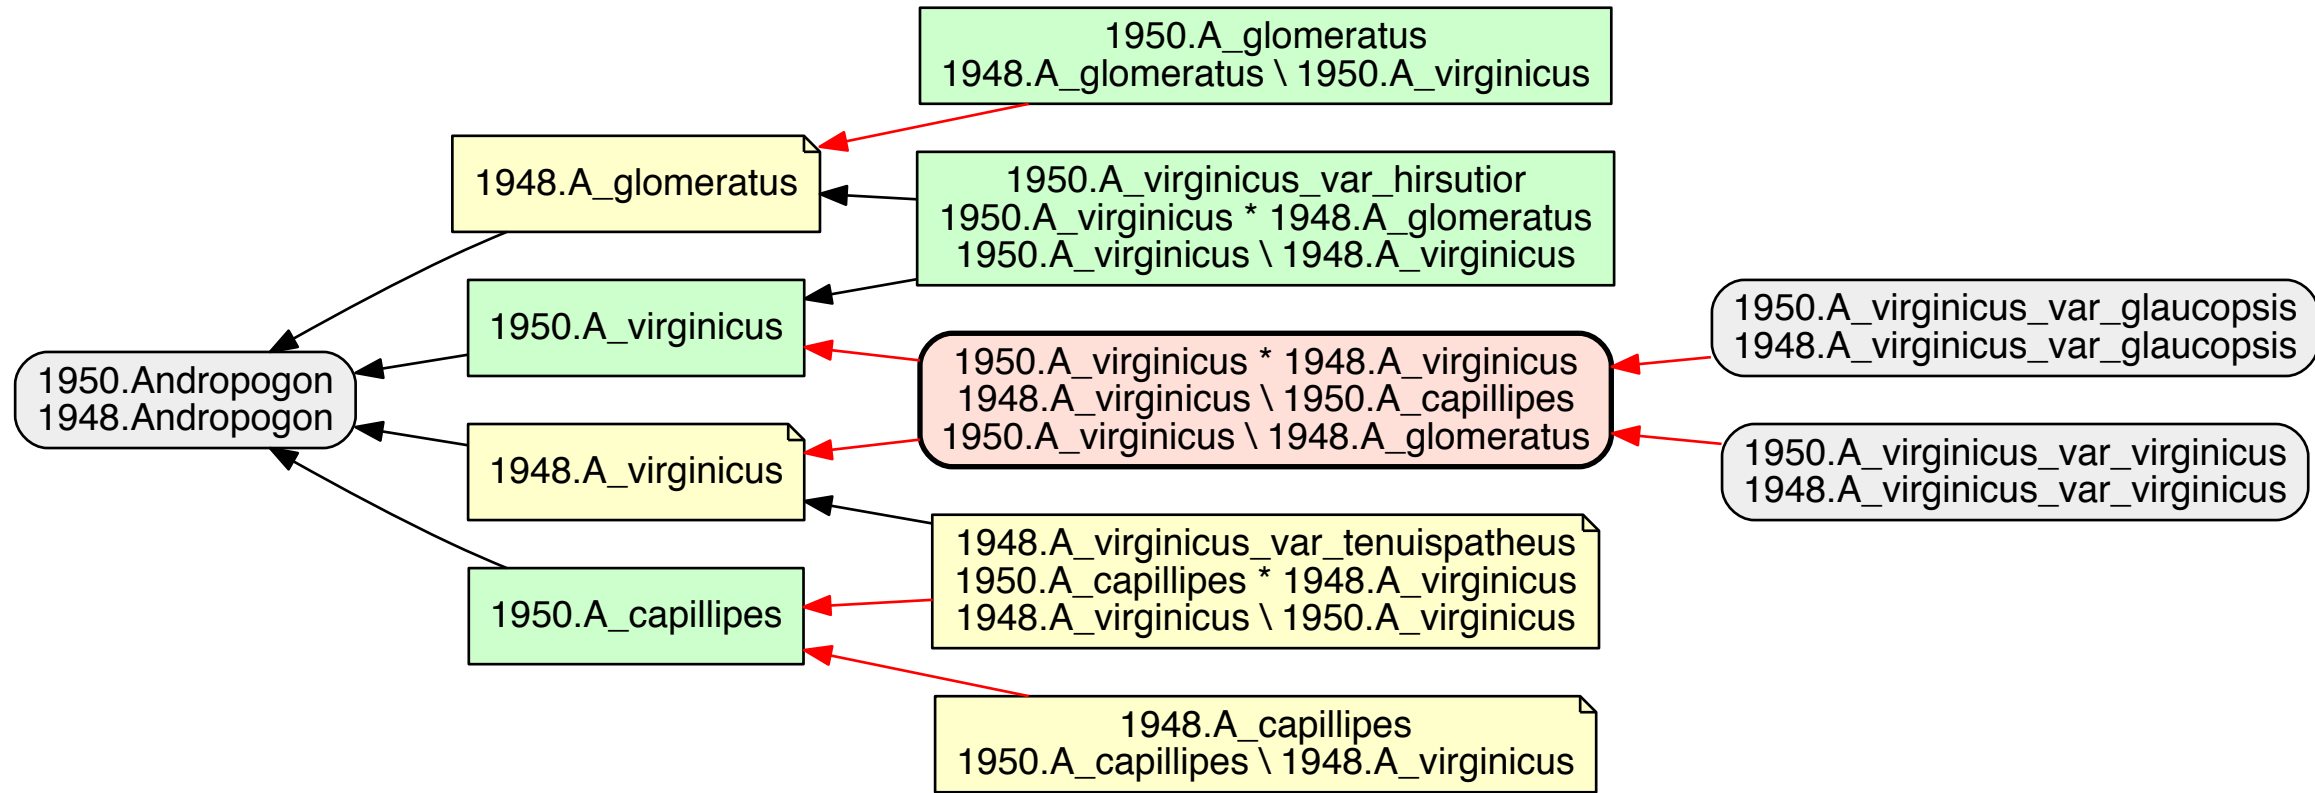 1950.Andropogon
1948.Andropogon
1948.A_glomeratus
1950.A_virginicus
1948.A_virginicus
1950.A_capillipes
1950.A_glomeratus
1948.A_glomeratus \ 1950.A_virginicus
1950.A_virginicus_var_hirsutior
1950.A_virginicus * 1948.A_glomeratus
1950.A_virginicus \ 1948.A_virginicus
1950.A_virginicus * 1948.A_virginicus
1948.A_virginicus \ 1950.A_capillipes
1950.A_virginicus \ 1948.A_glomeratus
1948.A_virginicus_var_tenuispatheus
1950.A_capillipes * 1948.A_virginicus
1948.A_virginicus \ 1950.A_virginicus
1948.A_capillipes
1950.A_capillipes \ 1948.A_virginicus
1950.A_virginicus_var_glaucopsis
1948.A_virginicus_var_glaucopsis
1950.A_virginicus_var_virginicus
1948.A_virginicus_var_virginicus